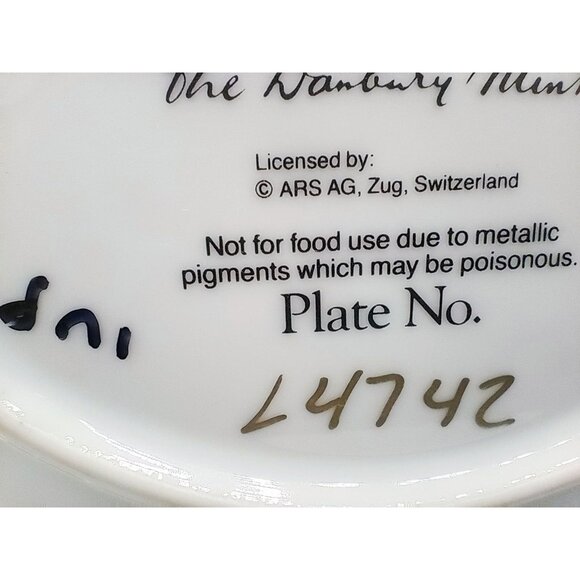 The Danbury Mint
Licensed by:
© ARS AG, Zug, Switzerland
Not for food use due to metallic
pigments which may be poisonous.
Plate No.
L4742